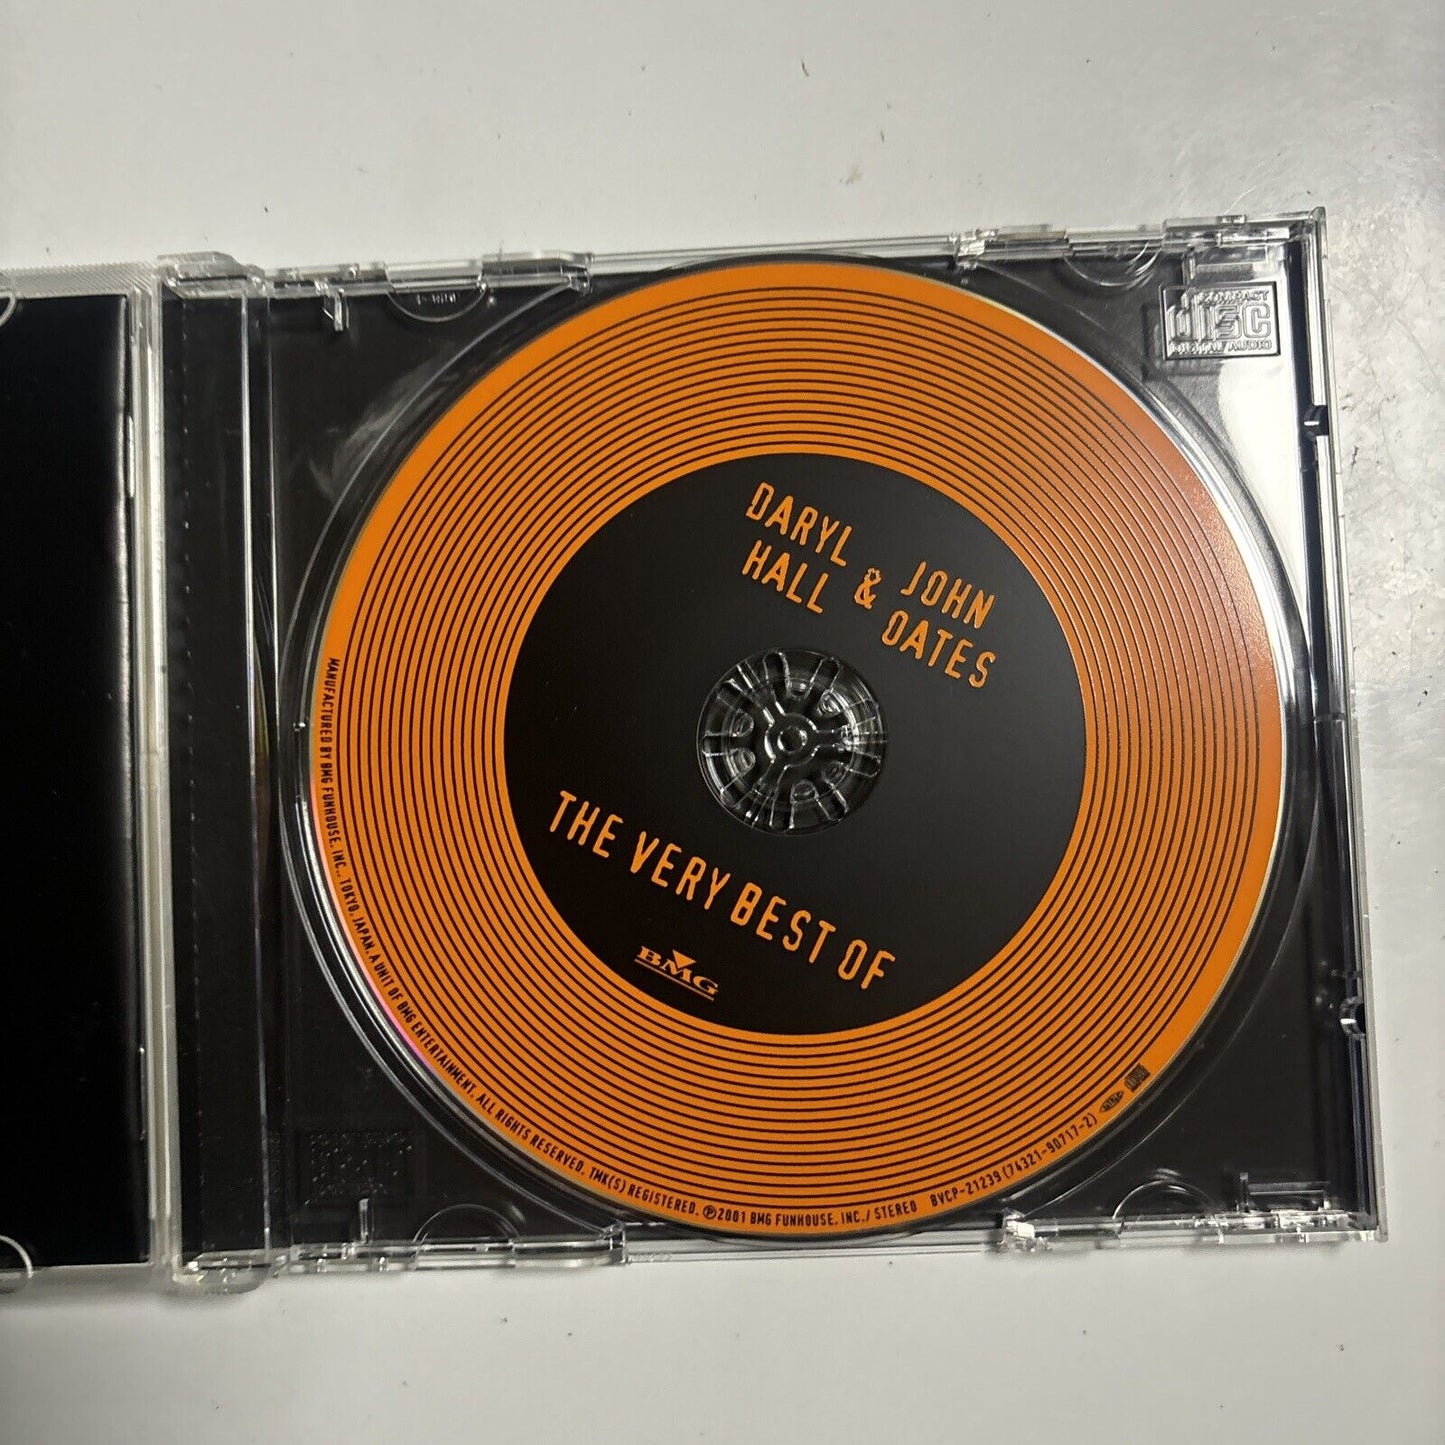 DARYL HALL & JOHN OATES
THE VERY BEST OF
BMG
MANUFACTURED BY BMG FUNHOUSE, INC., TOKYO, JAPAN. A UNIT OF BMG ENTERTAINMENT. ALL RIGHTS RESERVED. TMK(S) REGISTERED. ℗2001 BMG FUNHOUSE, INC./ STEREO BVCP-21239 (74321-90717-2)
COMPACT
disc
DIGITAL AUDIO